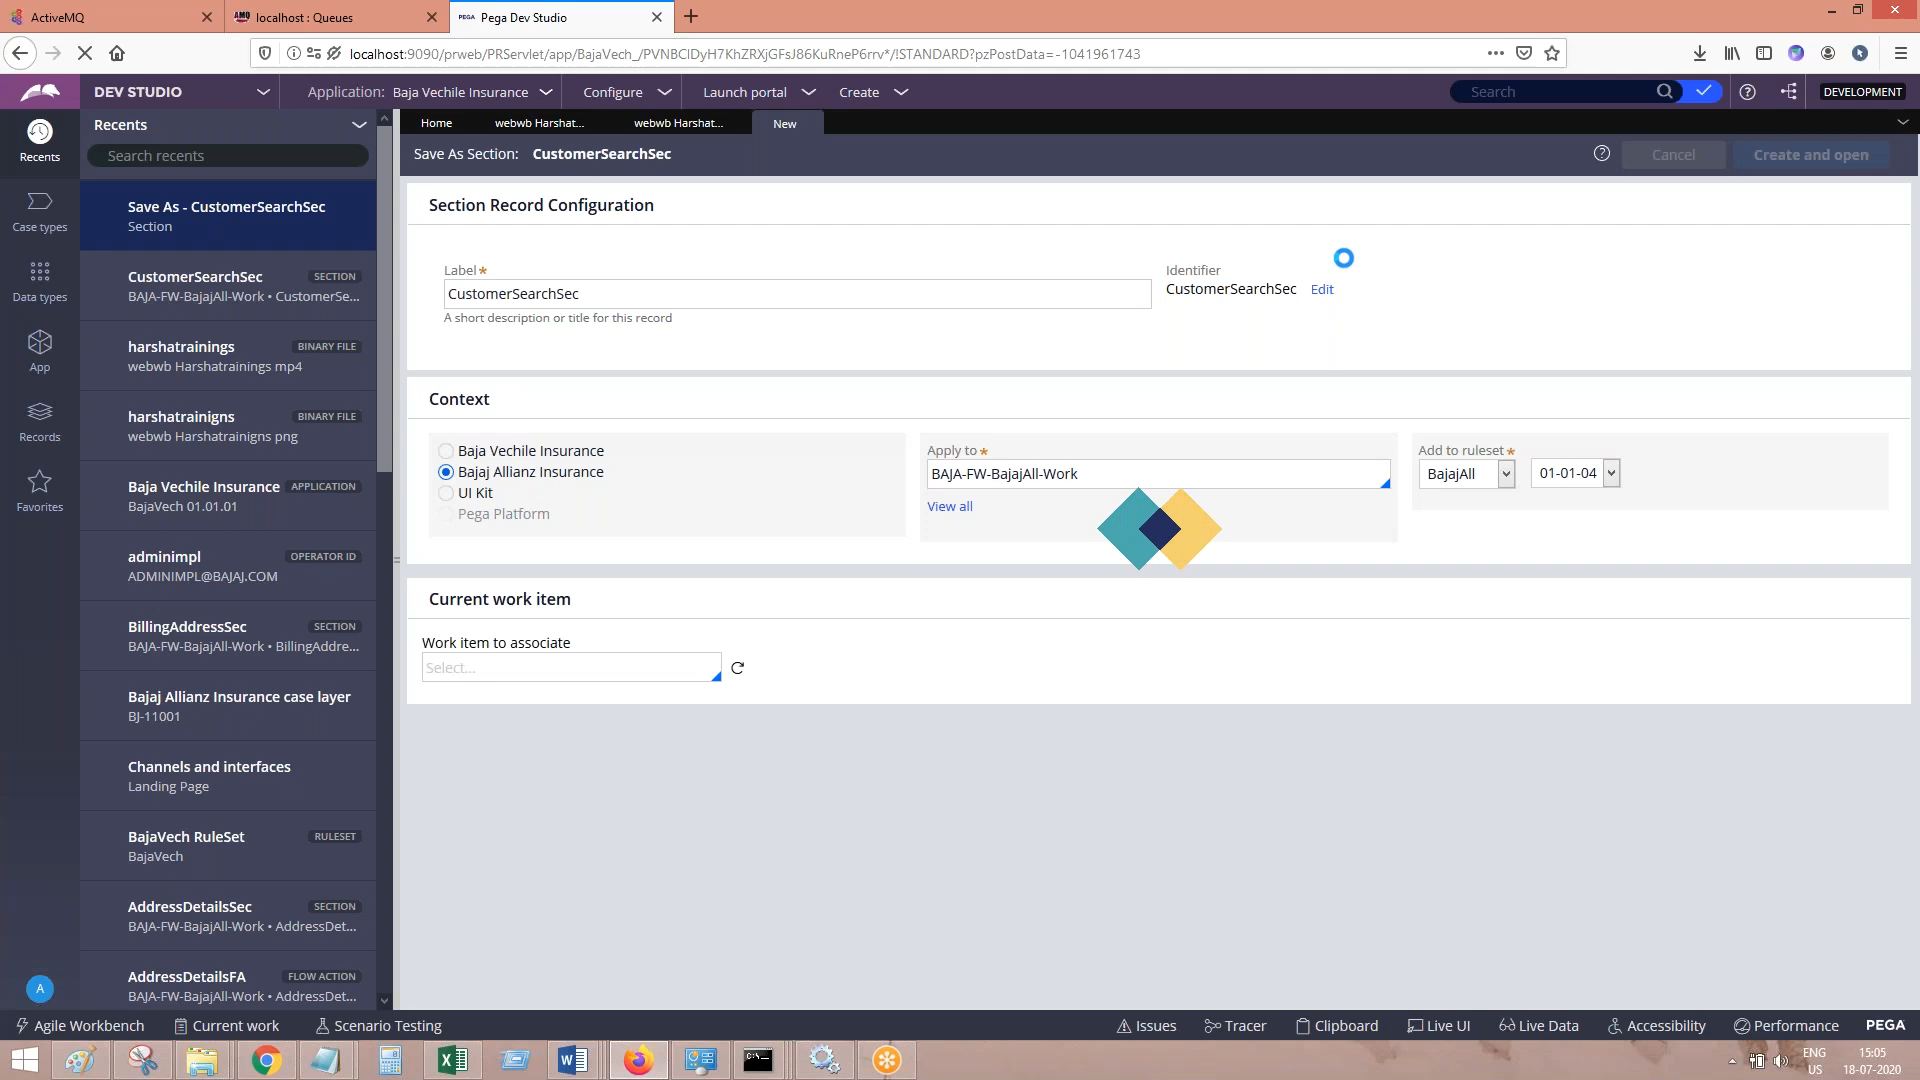 ActiveMQ
localhost : Queues
PEGA Pega Dev Studio
localhost:9090/prweb/PRServlet/app/BajaVech_/PVNBCIDyH7KhZRXjGFsJ86KuRneP6rrv*/!STANDARD?pzPostData=-1041961743
DEV STUDIO
Application: Baja Vechile Insurance
Configure
Launch portal
Create
Search
DEVELOPMENT
Recents
Case types
Data types
App
Records
Favorites
A
Recents
Search recents
Save As - CustomerSearchSec
Section
CustomerSearchSec SECTION
BAJA-FW-BajajAll-Work • CustomerSe...
harshatrainings BINARY FILE
webwb Harshatrainings mp4
harshatrainigns BINARY FILE
webwb Harshatrainigns png
Baja Vechile Insurance APPLICATION
BajaVech 01.01.01
adminimpl OPERATOR ID
ADMINIMPL@BAJAJ.COM
BillingAddressSec SECTION
BAJA-FW-BajajAll-Work • BillingAddre...
Bajaj Allianz Insurance case layer
BJ-11001
Channels and interfaces
Landing Page
BajaVech RuleSet RULESET
BajaVech
AddressDetailsSec SECTION
BAJA-FW-BajajAll-Work • AddressDet...
AddressDetailsFA FLOW ACTION
BAJA-FW-BajajAll-Work • AddressDet...
Home
webwb Harshat...
webwb Harshat...
New
Save As Section: CustomerSearchSec
Cancel
Create and open
Section Record Configuration
Label★
CustomerSearchSec
A short description or title for this record
Identifier
CustomerSearchSec Edit
Context
Baja Vechile Insurance
Bajaj Allianz Insurance
UI Kit
Pega Platform
Apply to★
BAJA-FW-BajajAll-Work
View all
Add to ruleset★
BajajAll
01-01-04
Current work item
Work item to associate
Select...
Agile Workbench
Current work
Scenario Testing
Issues
Tracer
Clipboard
Live UI
Live Data
Accessibility
Performance
PEGA
ENG
US
15:05
18-07-2020